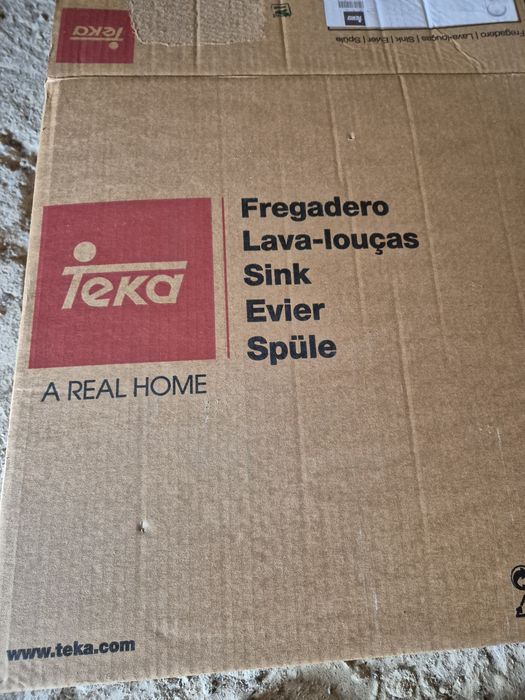 Teka
Fregadero | Lava-louças | Sink | Evier | Spüle
Teka
Fregadero
Lava-louças
Sink
Evier
Spüle
A REAL HOME
www.teka.com